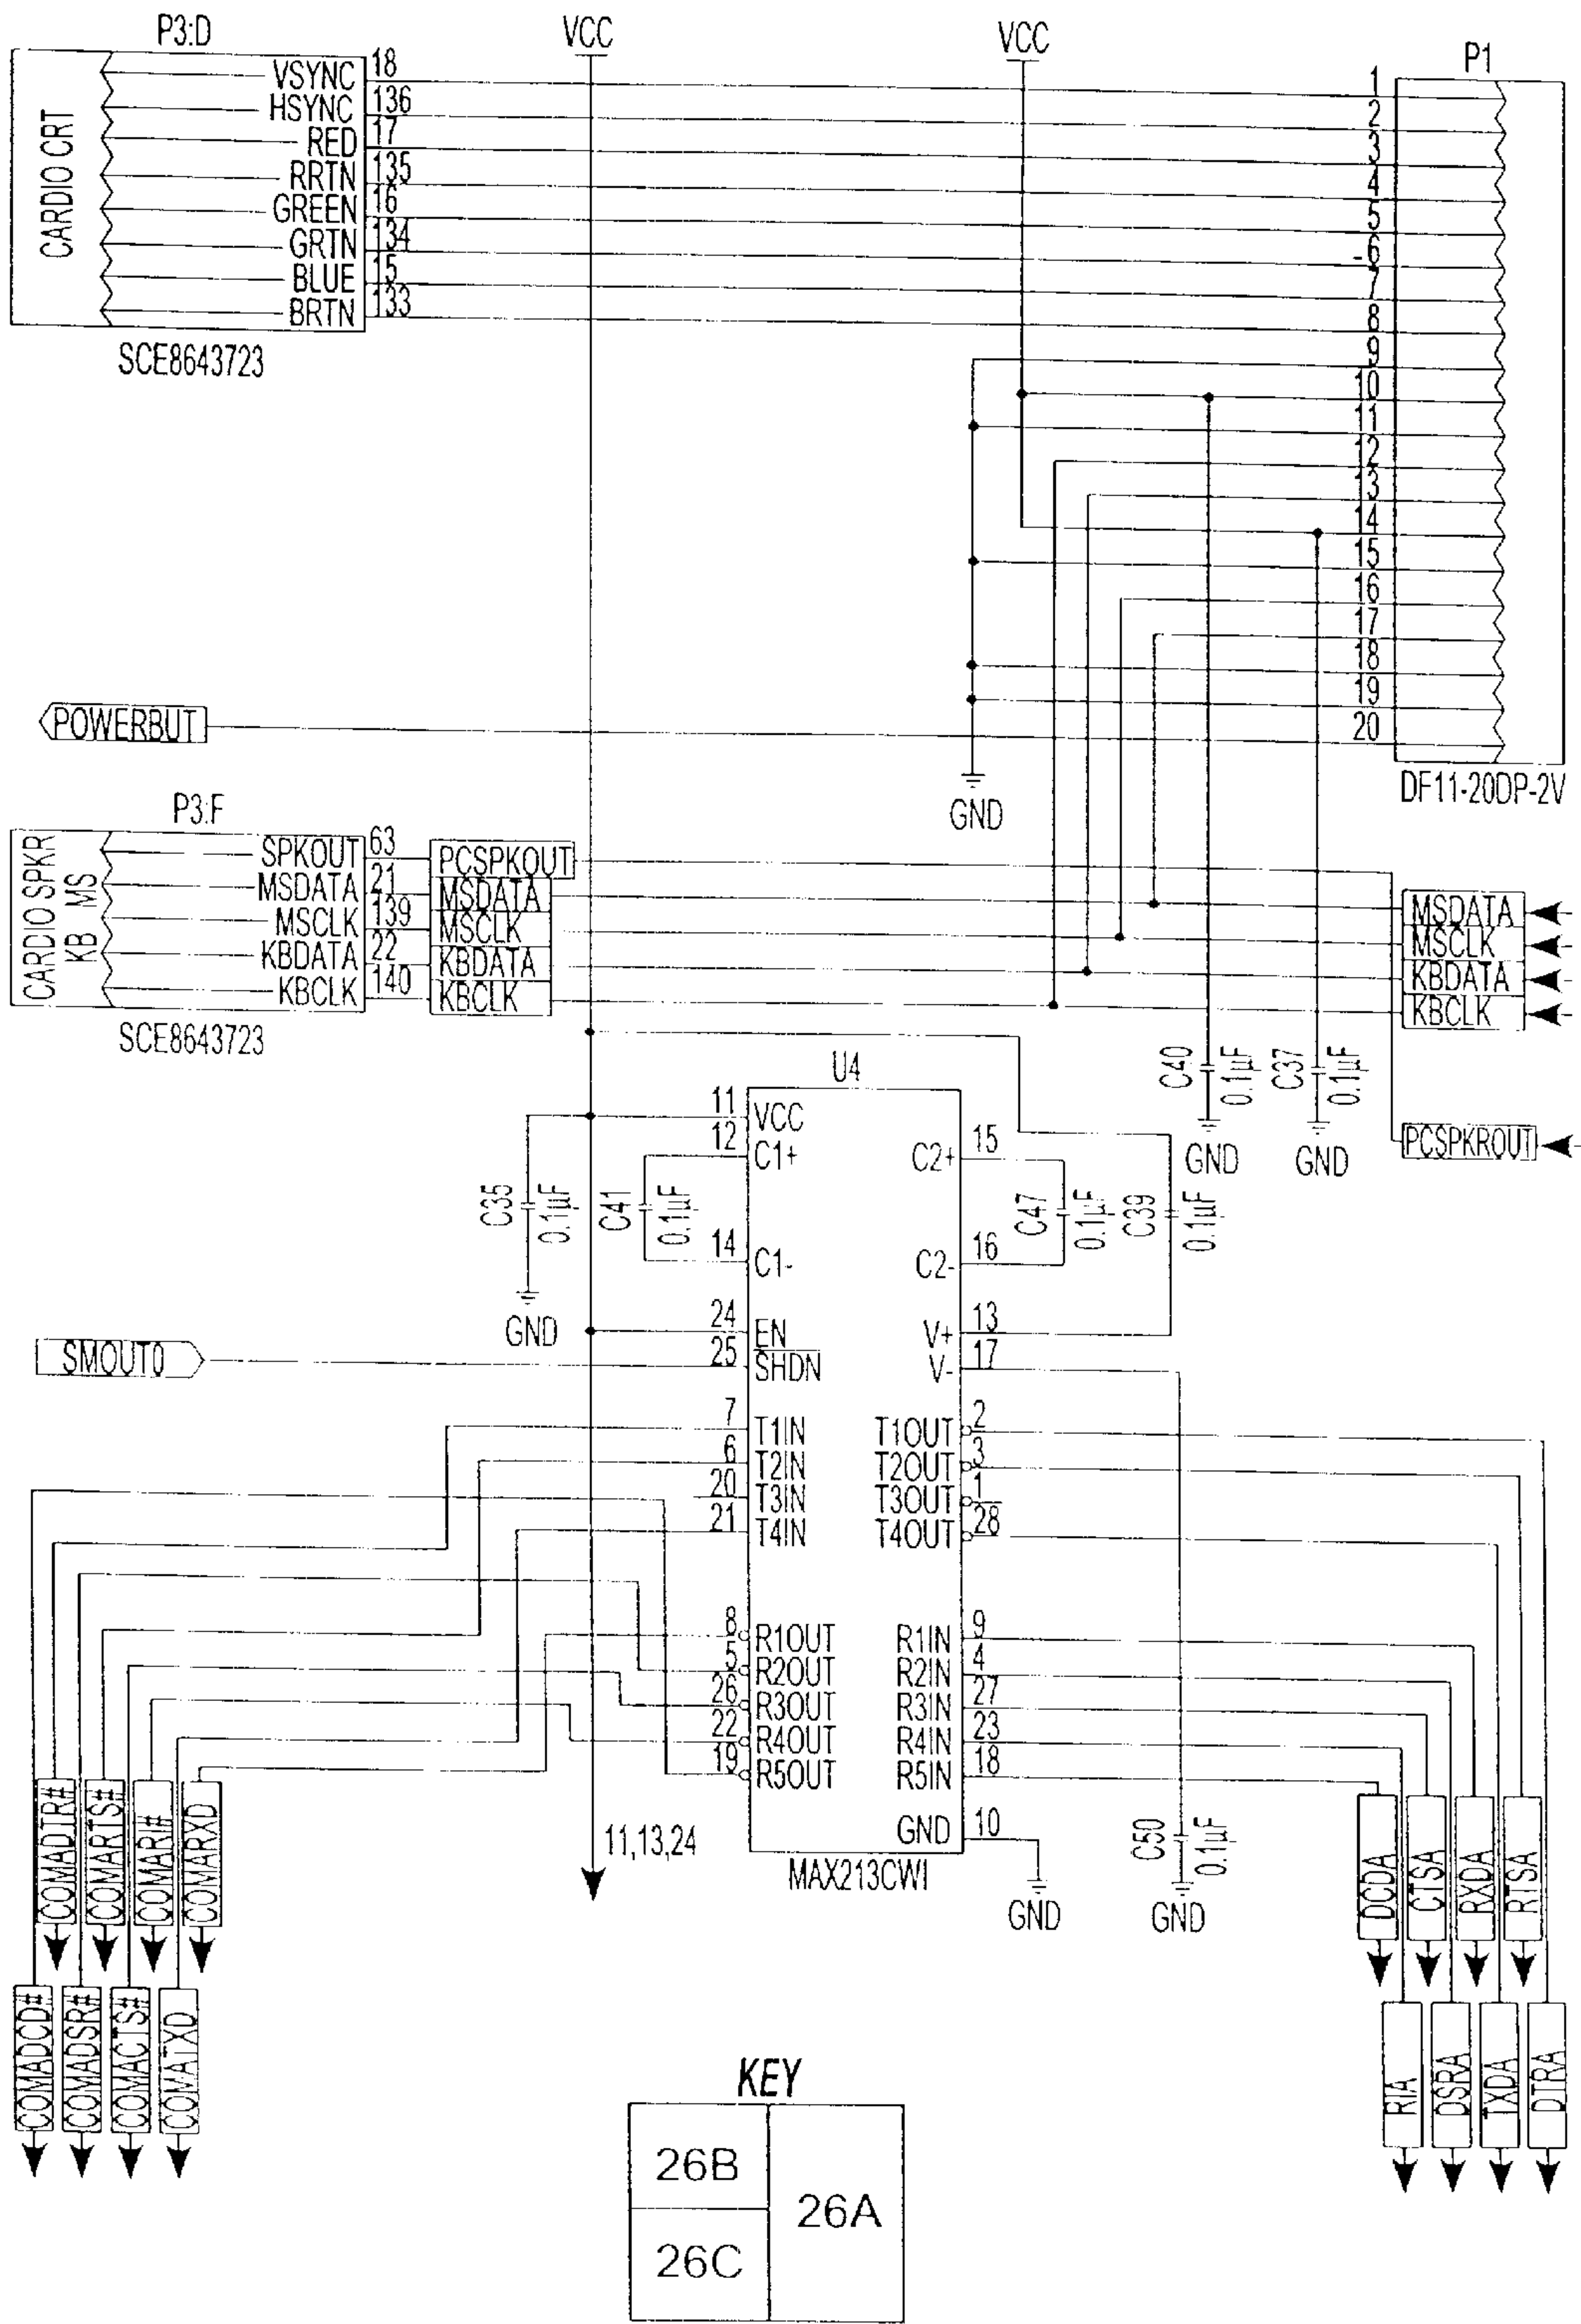 P3:D
VCC
VCC
P1
CARDIO CRT
VSYNC 18
HSYNC 136
RED 17
RRTN 135
GREEN 16
GRTN 134
BLUE 15
BRTN 133
SCE8643723
1
2
3
4
5
6
7
8
9
10
11
12
13
14
15
16
17
18
19
20
DF11-20DP-2V
POWERBUT
GND
P3:F
CARDIO SPKR
KB MS
SPKOUT 63 PCSPKOUT
MSDATA 21 MSDATA
MSCLK 139 MSCLK
KBDATA 22 KBDATA
KBCLK 140 KBCLK
SCE8643723
MSDATA
MSCLK
KBDATA
KBCLK
PCSPKROUT
C40 0.1µF
GND
C37 0.1µF
GND
U4
11 VCC
12 C1+
14 C1-
24 EN
25 SHDN
7 T1IN
6 T2IN
20 T3IN
21 T4IN
8 R1OUT
5 R2OUT
26 R3OUT
22 R4OUT
19 R5OUT
C2+ 15
C2- 16
V+ 13
V- 17
T1OUT 2
T2OUT 3
T3OUT 1
T4OUT 28
R1IN 9
R2IN 4
R3IN 27
R4IN 23
R5IN 18
GND 10
MAX213CWI
C35 0.1µF
GND
C41 0.1µF
C47 0.1µF
C39 0.1µF
SMOUT0
C50 0.1µF
GND
GND
11,13,24
COMADTR#
COMARTS#
COMARI#
COMARXD
COMADCD#
COMADSR#
COMACTS#
COMATXD
DCDA
CTSA
RXDA
RTSA
RIA
DSRA
TXDA
DTRA
KEY
26B
26A
26C